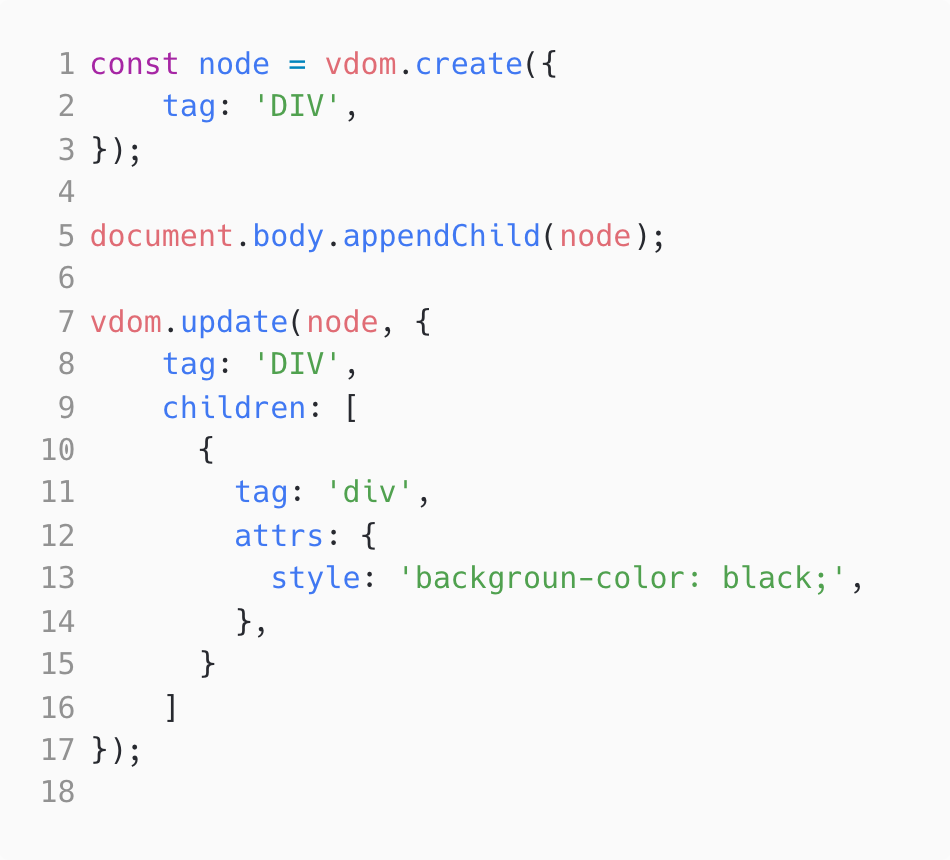 1 const node = vdom.create({
2     tag: 'DIV',
3 });
4
5 document.body.appendChild(node);
6
7 vdom.update(node, {
8     tag: 'DIV',
9     children: [
10       {
11         tag: 'div',
12         attrs: {
13           style: 'backgroun-color: black;',
14         },
15       }
16     ]
17 });
18